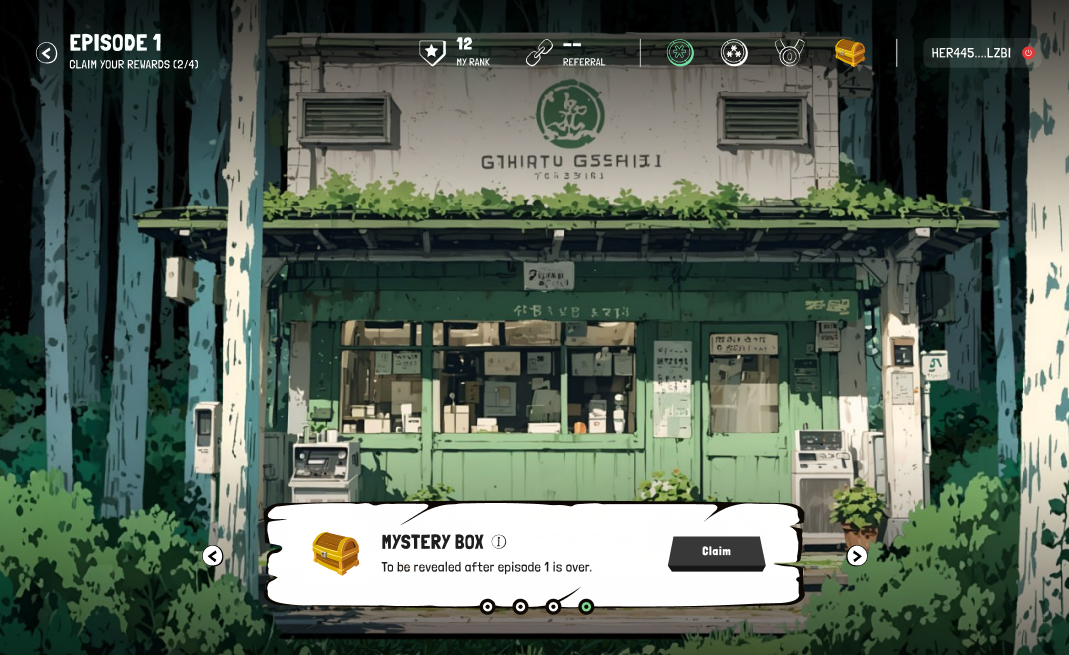 EPISODE 1
CLAIM YOUR REWARDS (2/4)
12
MY RANK
--
REFERRAL
HER445....LZBI
MYSTERY BOX
To be revealed after episode 1 is over.
Claim